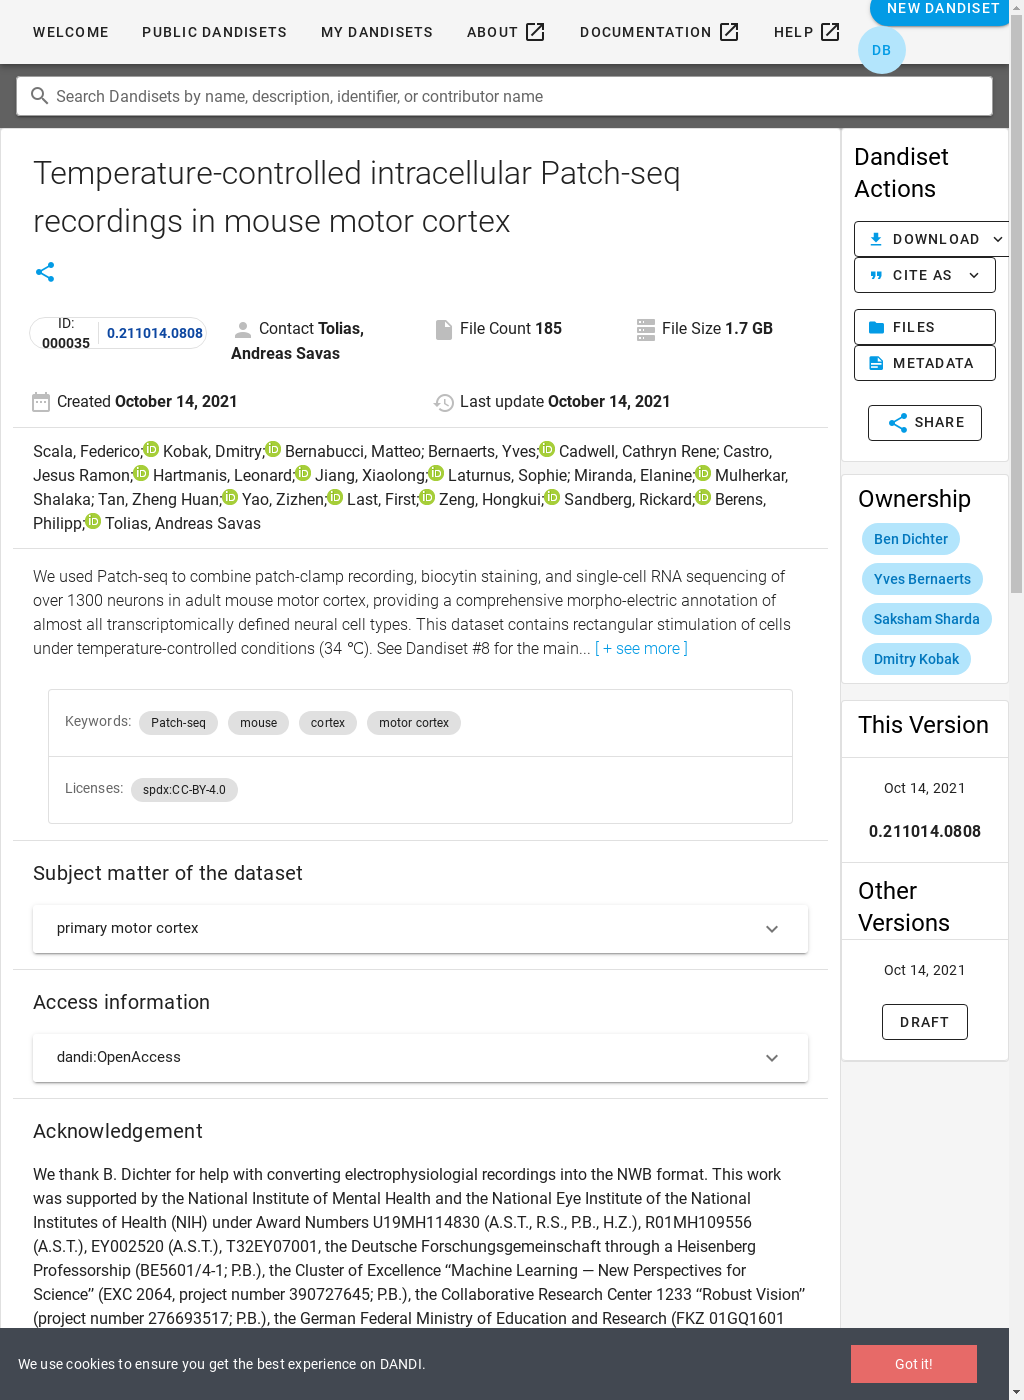 WELCOME
PUBLIC DANDISETS
MY DANDISETS
ABOUT
DOCUMENTATION
HELP
NEW DANDISET
DB
Search Dandisets by name, description, identifier, or contributor name
Temperature-controlled intracellular Patch-seq
recordings in mouse motor cortex
ID:
000035
0.211014.0808
Contact Tolias,
Andreas Savas
File Count 185
File Size 1.7 GB
Created October 14, 2021
Last update October 14, 2021
Scala, Federico; iD Kobak, Dmitry; iD Bernabucci, Matteo; Bernaerts, Yves; iD Cadwell, Cathryn Rene; Castro,
Jesus Ramon; iD Hartmanis, Leonard; iD Jiang, Xiaolong; iD Laturnus, Sophie; Miranda, Elanine; iD Mulherkar,
Shalaka; Tan, Zheng Huan; iD Yao, Zizhen; iD Last, First; iD Zeng, Hongkui; iD Sandberg, Rickard; iD Berens,
Philipp; iD Tolias, Andreas Savas
We used Patch-seq to combine patch-clamp recording, biocytin staining, and single-cell RNA sequencing of
over 1300 neurons in adult mouse motor cortex, providing a comprehensive morpho-electric annotation of
almost all transcriptomically defined neural cell types. This dataset contains rectangular stimulation of cells
under temperature-controlled conditions (34 ℃). See Dandiset #8 for the main... [ + see more ]
Keywords: Patch-seq mouse cortex motor cortex
Licenses: spdx:CC-BY-4.0
Subject matter of the dataset
primary motor cortex
Access information
dandi:OpenAccess
Acknowledgement
We thank B. Dichter for help with converting electrophysiologial recordings into the NWB format. This work
was supported by the National Institute of Mental Health and the National Eye Institute of the National
Institutes of Health (NIH) under Award Numbers U19MH114830 (A.S.T., R.S., P.B., H.Z.), R01MH109556
(A.S.T.), EY002520 (A.S.T.), T32EY07001, the Deutsche Forschungsgemeinschaft through a Heisenberg
Professorship (BE5601/4-1; P.B.), the Cluster of Excellence “Machine Learning — New Perspectives for
Science” (EXC 2064, project number 390727645; P.B.), the Collaborative Research Center 1233 “Robust Vision”
(project number 276693517; P.B.), the German Federal Ministry of Education and Research (FKZ 01GQ1601
Dandiset
Actions
DOWNLOAD
CITE AS
FILES
METADATA
SHARE
Ownership
Ben Dichter
Yves Bernaerts
Saksham Sharda
Dmitry Kobak
This Version
Oct 14, 2021
0.211014.0808
Other
Versions
Oct 14, 2021
DRAFT
We use cookies to ensure you get the best experience on DANDI.
Got it!